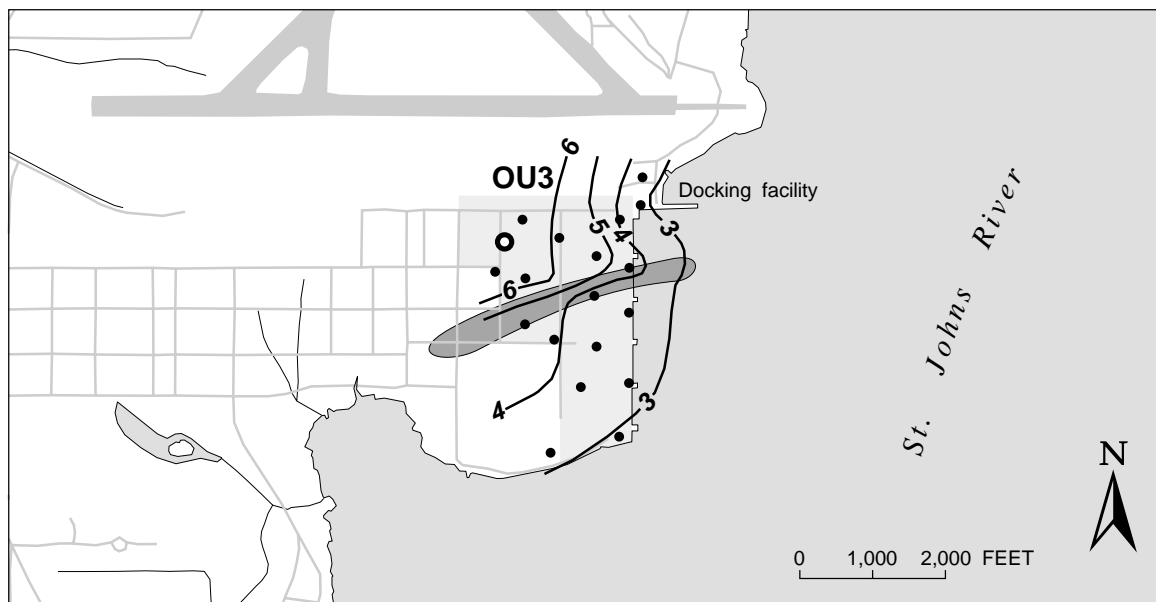 6
OU3
Docking facility
5
4
3
6
4
3
St. Johns River
N
0 1,000 2,000 FEET